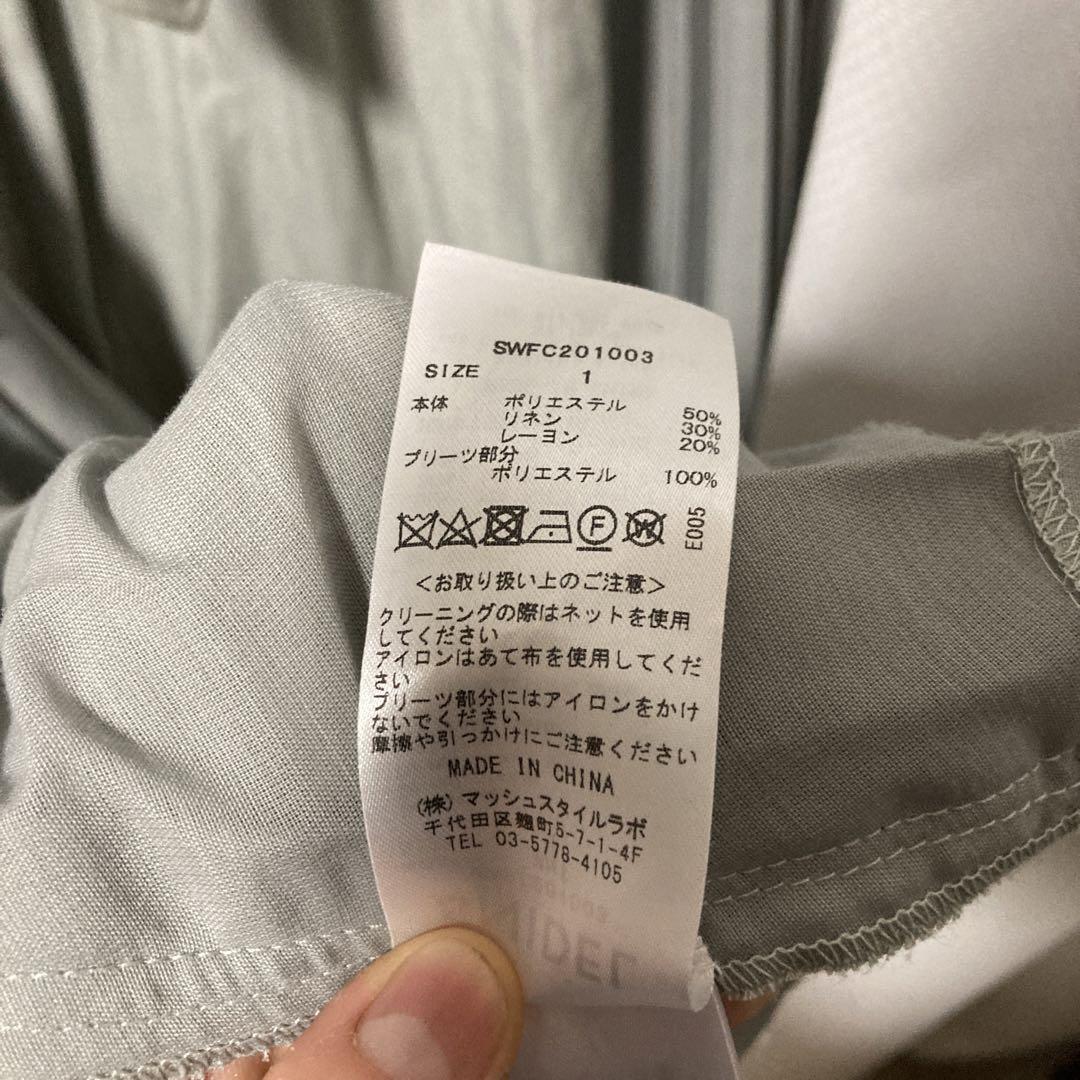 SWFC201003
SIZE 1
本体 ポリエステル 50%
リネン 30%
レーヨン 20%
プリーツ部分
ポリエステル 100%
F W E005
<お取り扱い上のご注意>
クリーニングの際はネットを使用
してください
アイロンはあて布を使用してくだ
さい
プリーツ部分にはアイロンをかけ
ないでください
摩擦や引っかけにご注意ください
MADE IN CHINA
(株)マッシュスタイルラボ
千代田区麹町5-7-1-4F
TEL 03-5778-4105